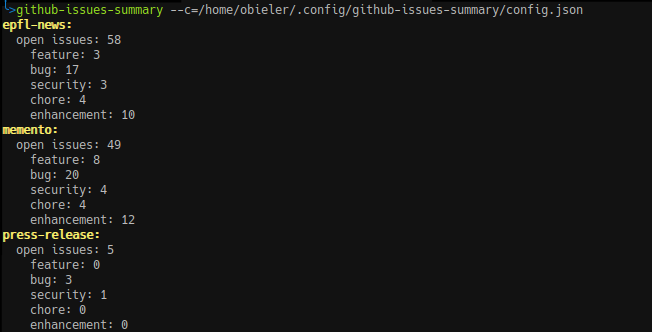 └>github-issues-summary --c=/home/obieler/.config/github-issues-summary/config.json
epfl-news:
  open issues: 58
    feature: 3
    bug: 17
    security: 3
    chore: 4
    enhancement: 10
memento:
  open issues: 49
    feature: 8
    bug: 20
    security: 4
    chore: 4
    enhancement: 12
press-release:
  open issues: 5
    feature: 0
    bug: 3
    security: 1
    chore: 0
    enhancement: 0